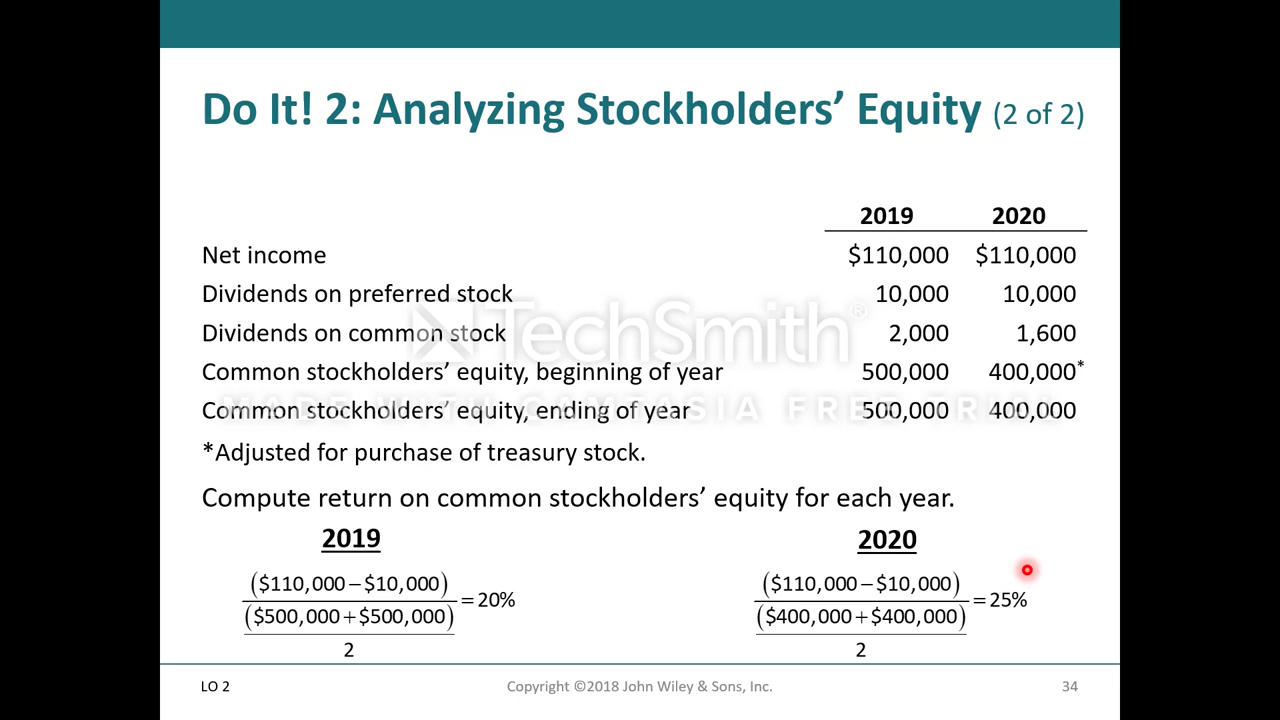 Do It! 2: Analyzing Stockholders’ Equity (2 of 2)
2019 2020
Net income $110,000 $110,000
Dividends on preferred stock 10,000 10,000
Dividends on common stock 2,000 1,600
Common stockholders’ equity, beginning of year 500,000 400,000*
Common stockholders’ equity, ending of year 500,000 400,000
*Adjusted for purchase of treasury stock.
TechSmith®
MADE WITH CAMTASIA FREE TRIAL
Compute return on common stockholders’ equity for each year.
2019 2020
($110,000 – $10,000) ($110,000 – $10,000)
= 20% = 25%
($500,000 + $500,000) ($400,000 + $400,000)
2 2
LO 2 Copyright ©2018 John Wiley & Sons, Inc. 34